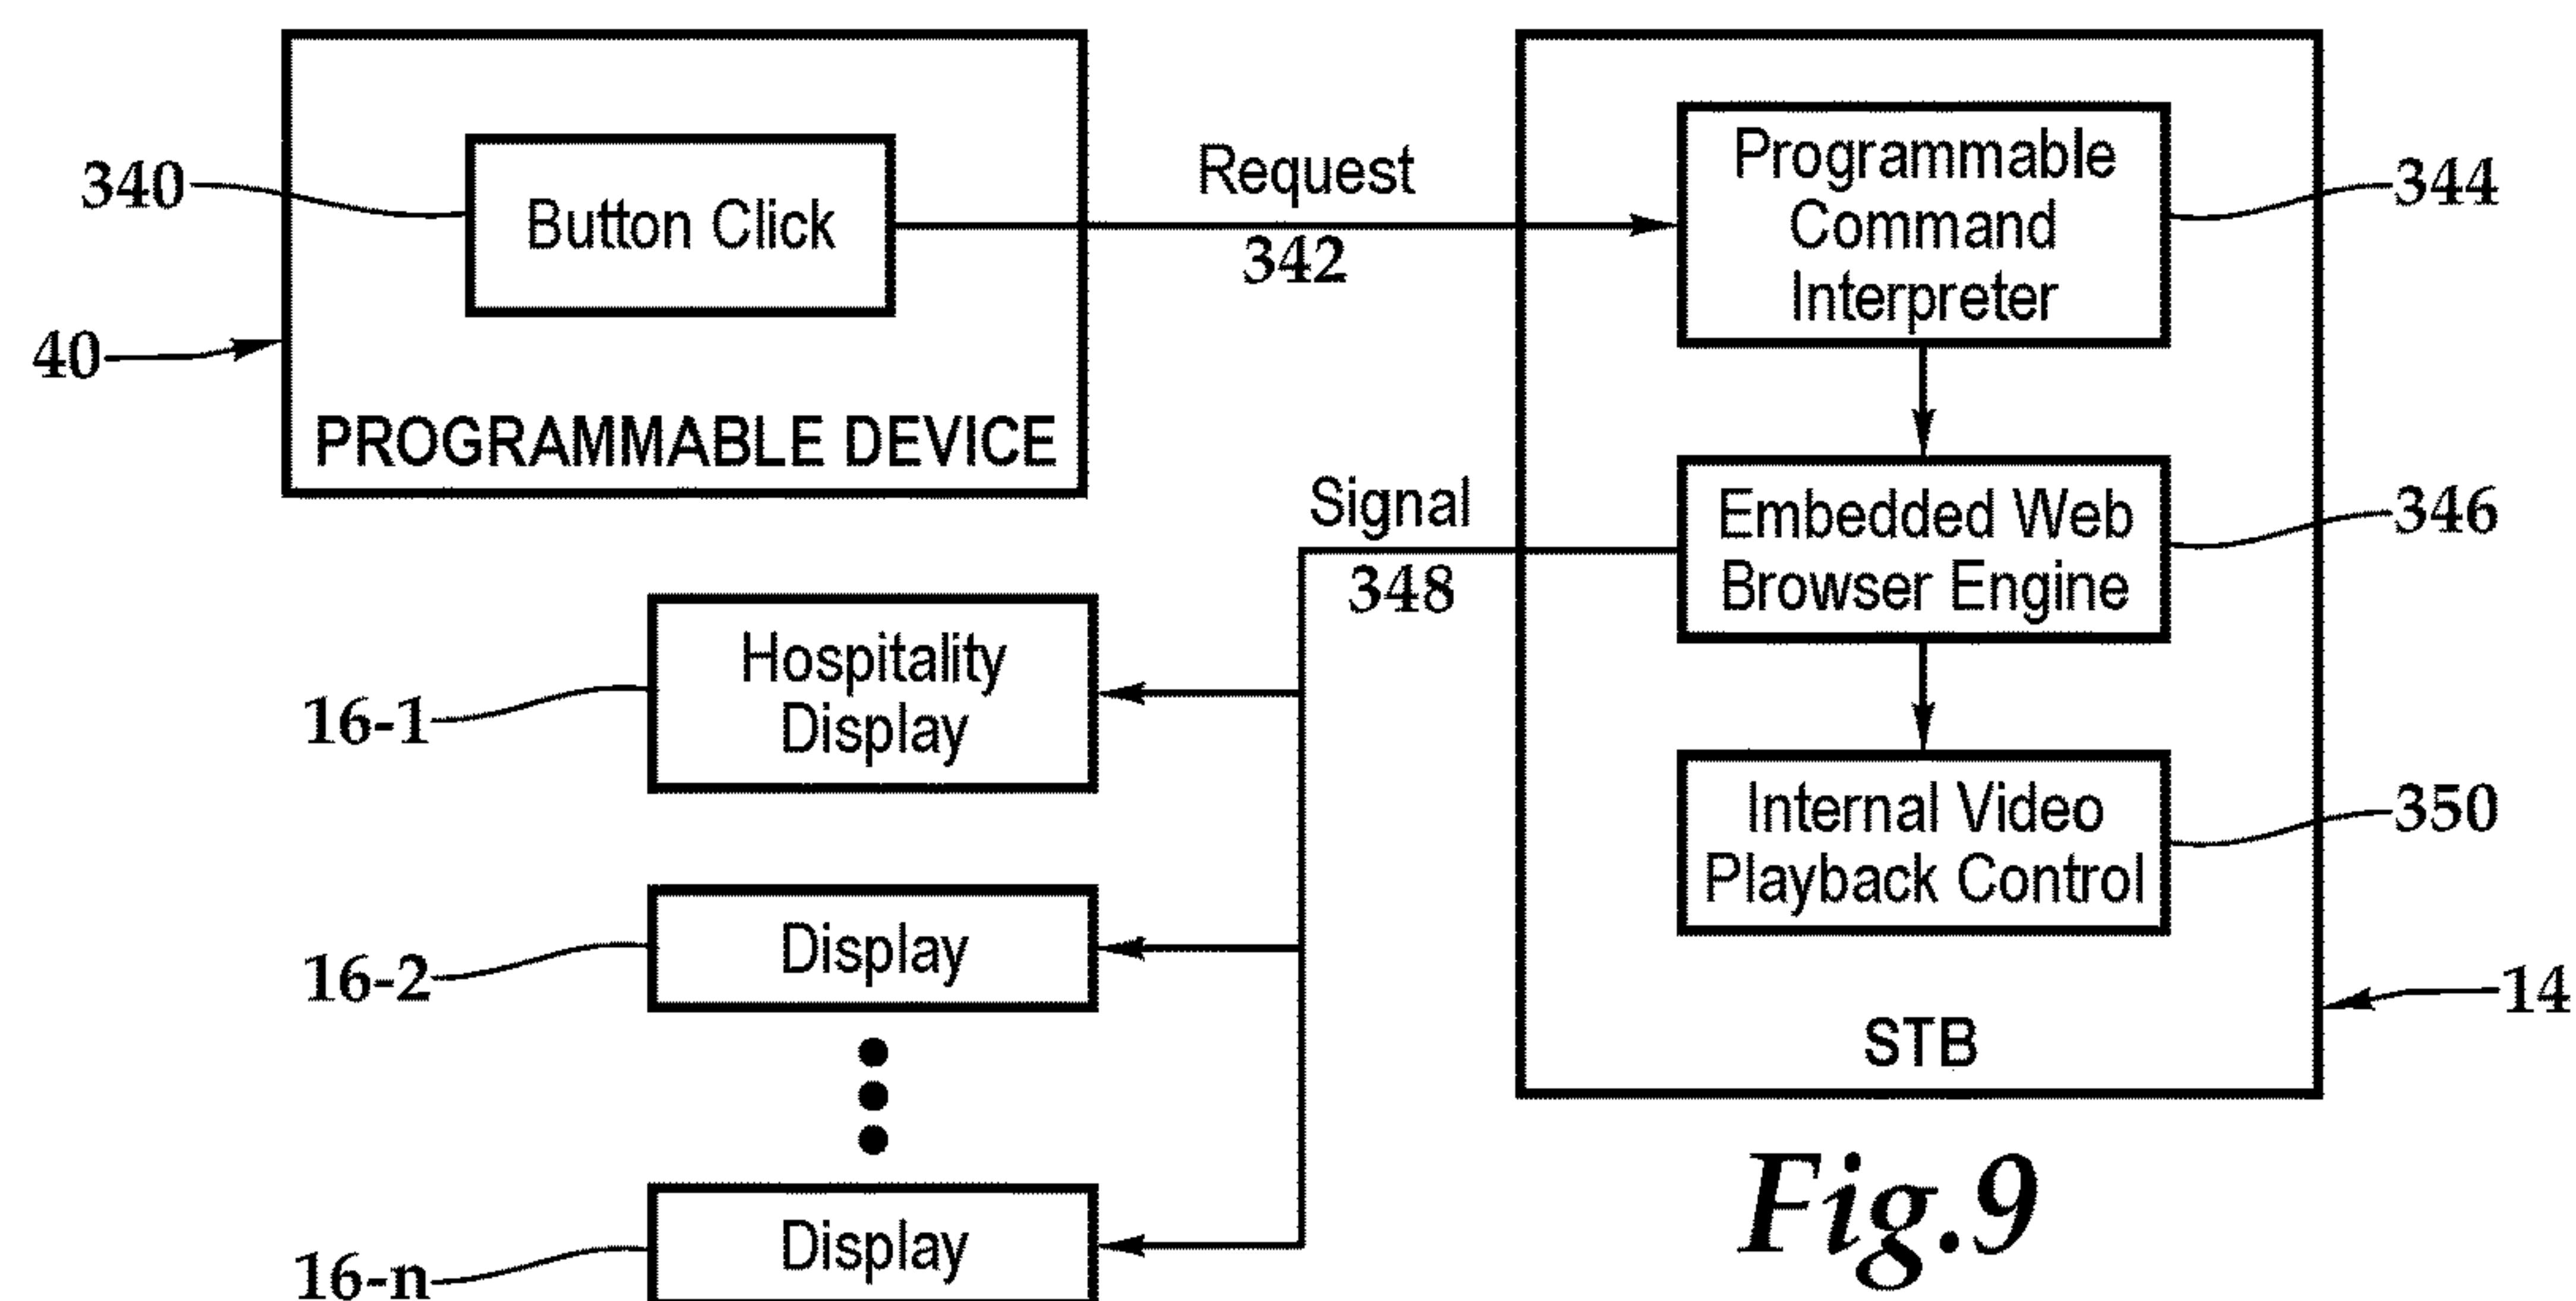 340
Button Click
40
PROGRAMMABLE DEVICE
Request
342
Programmable
Command
Interpreter
344
Signal
348
Embedded Web
Browser Engine
346
Hospitality
Display
16-1
Internal Video
Playback Control
350
Display
16-2
STB
14
Display
16-n
Fig.9